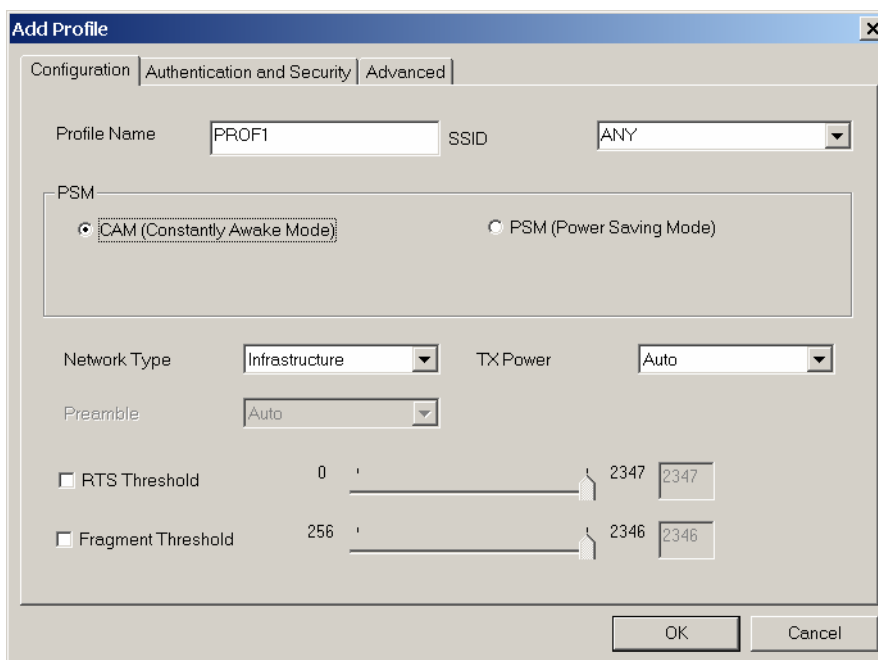 Add Profile
Configuration Authentication and Security Advanced
Profile Name PROF1 SSID ANY
PSM
CAM (Constantly Awake Mode) PSM (Power Saving Mode)
Network Type Infrastructure TX Power Auto
Preamble Auto
RTS Threshold 0 2347 2347
Fragment Threshold 256 2346 2346
OK Cancel